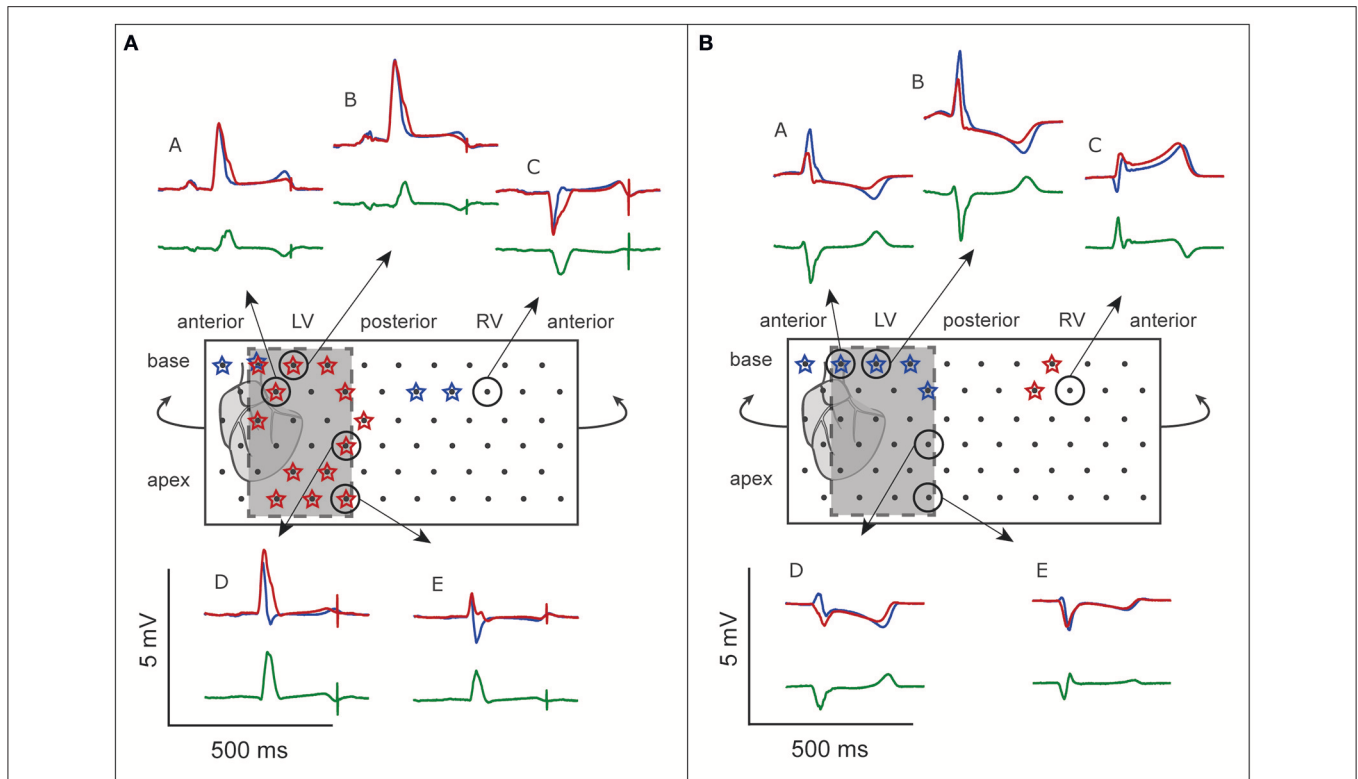 A
B
A
B
C
anterior LV posterior RV anterior
base
apex
D
E
5 mV
500 ms
A
B
C
anterior LV posterior RV anterior
base
apex
D
E
5 mV
500 ms